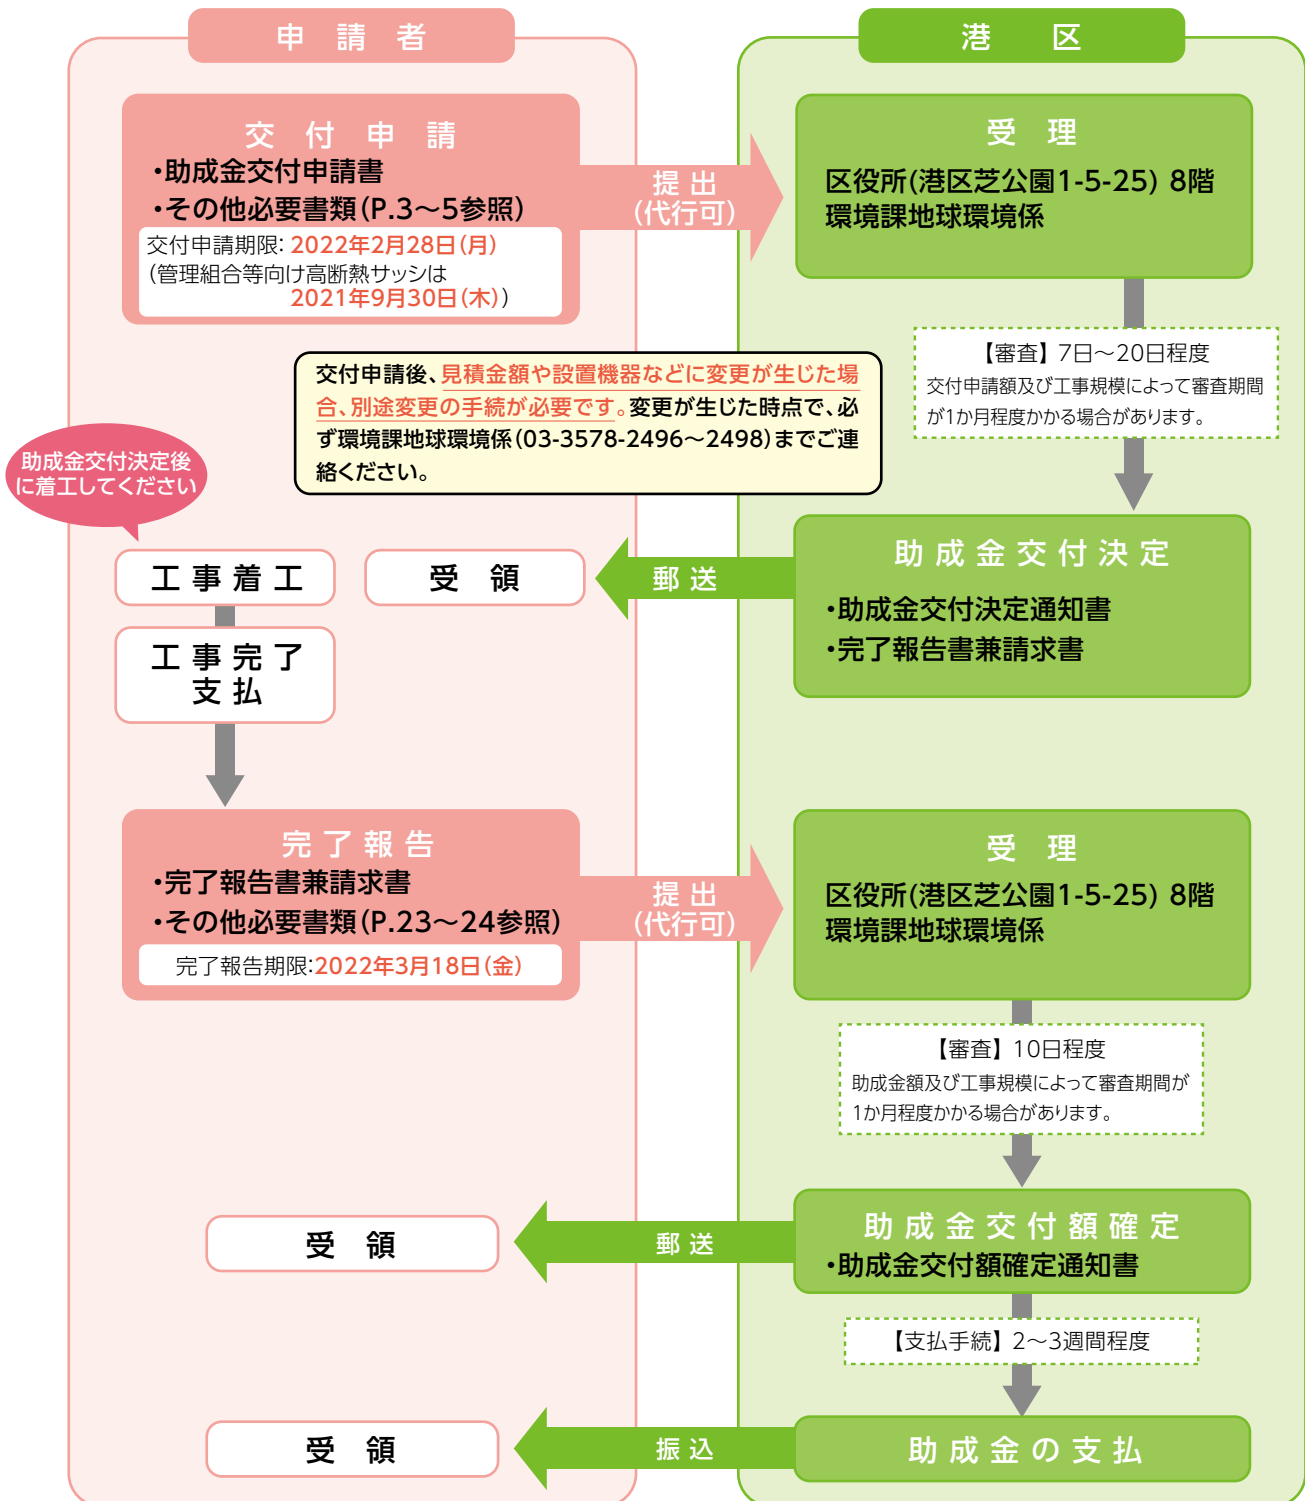 申請者
港区
交付申請
・助成金交付申請書
・その他必要書類(P.3～5参照)
交付申請期限: 2022年2月28日(月)
(管理組合等向け高断熱サッシは
2021年9月30日(木))
提出
(代行可)
受理
区役所(港区芝公園1-5-25) 8階
環境課地球環境係
【審査】7日～20日程度
交付申請額及び工事規模によって審査期間
が1か月程度かかる場合があります。
交付申請後、見積金額や設置機器などに変更が生じた場
合、別途変更の手続が必要です。変更が生じた時点で、必
ず環境課地球環境係(03-3578-2496～2498)までご連
絡ください。
助成金交付決定後
に着工してください
助成金交付決定
・助成金交付決定通知書
・完了報告書兼請求書
郵送
受領
工事着工
工事完了
支払
完了報告
・完了報告書兼請求書
・その他必要書類(P.23～24参照)
完了報告期限:2022年3月18日(金)
提出
(代行可)
受理
区役所(港区芝公園1-5-25) 8階
環境課地球環境係
【審査】10日程度
助成金額及び工事規模によって審査期間が
1か月程度かかる場合があります。
助成金交付額確定
・助成金交付額確定通知書
郵送
受領
【支払手続】2～3週間程度
助成金の支払
振込
受領